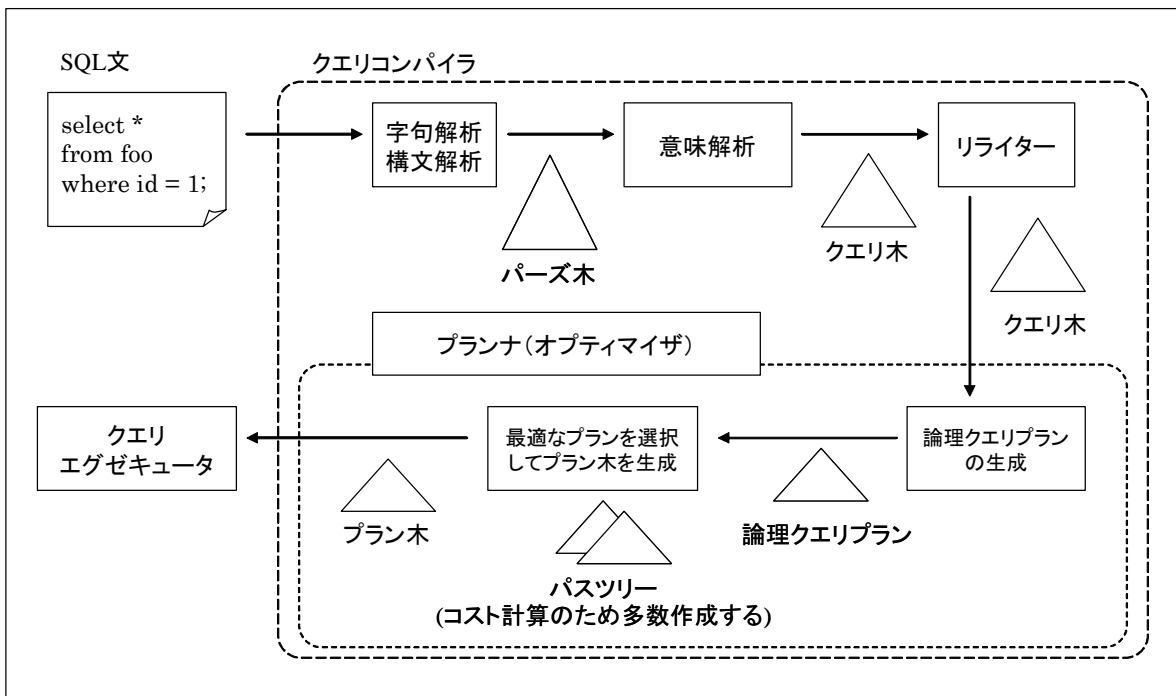 SQL文
クエリコンパイラ
select *
from foo
where id = 1;
字句解析
構文解析
意味解析
リライター
パーズ木
クエリ木
クエリ木
プランナ(オプティマイザ)
クエリ
エグゼキュータ
最適なプランを選択
してプラン木を生成
論理クエリプラン
の生成
プラン木
論理クエリプラン
パスツリー
(コスト計算のため多数作成する)